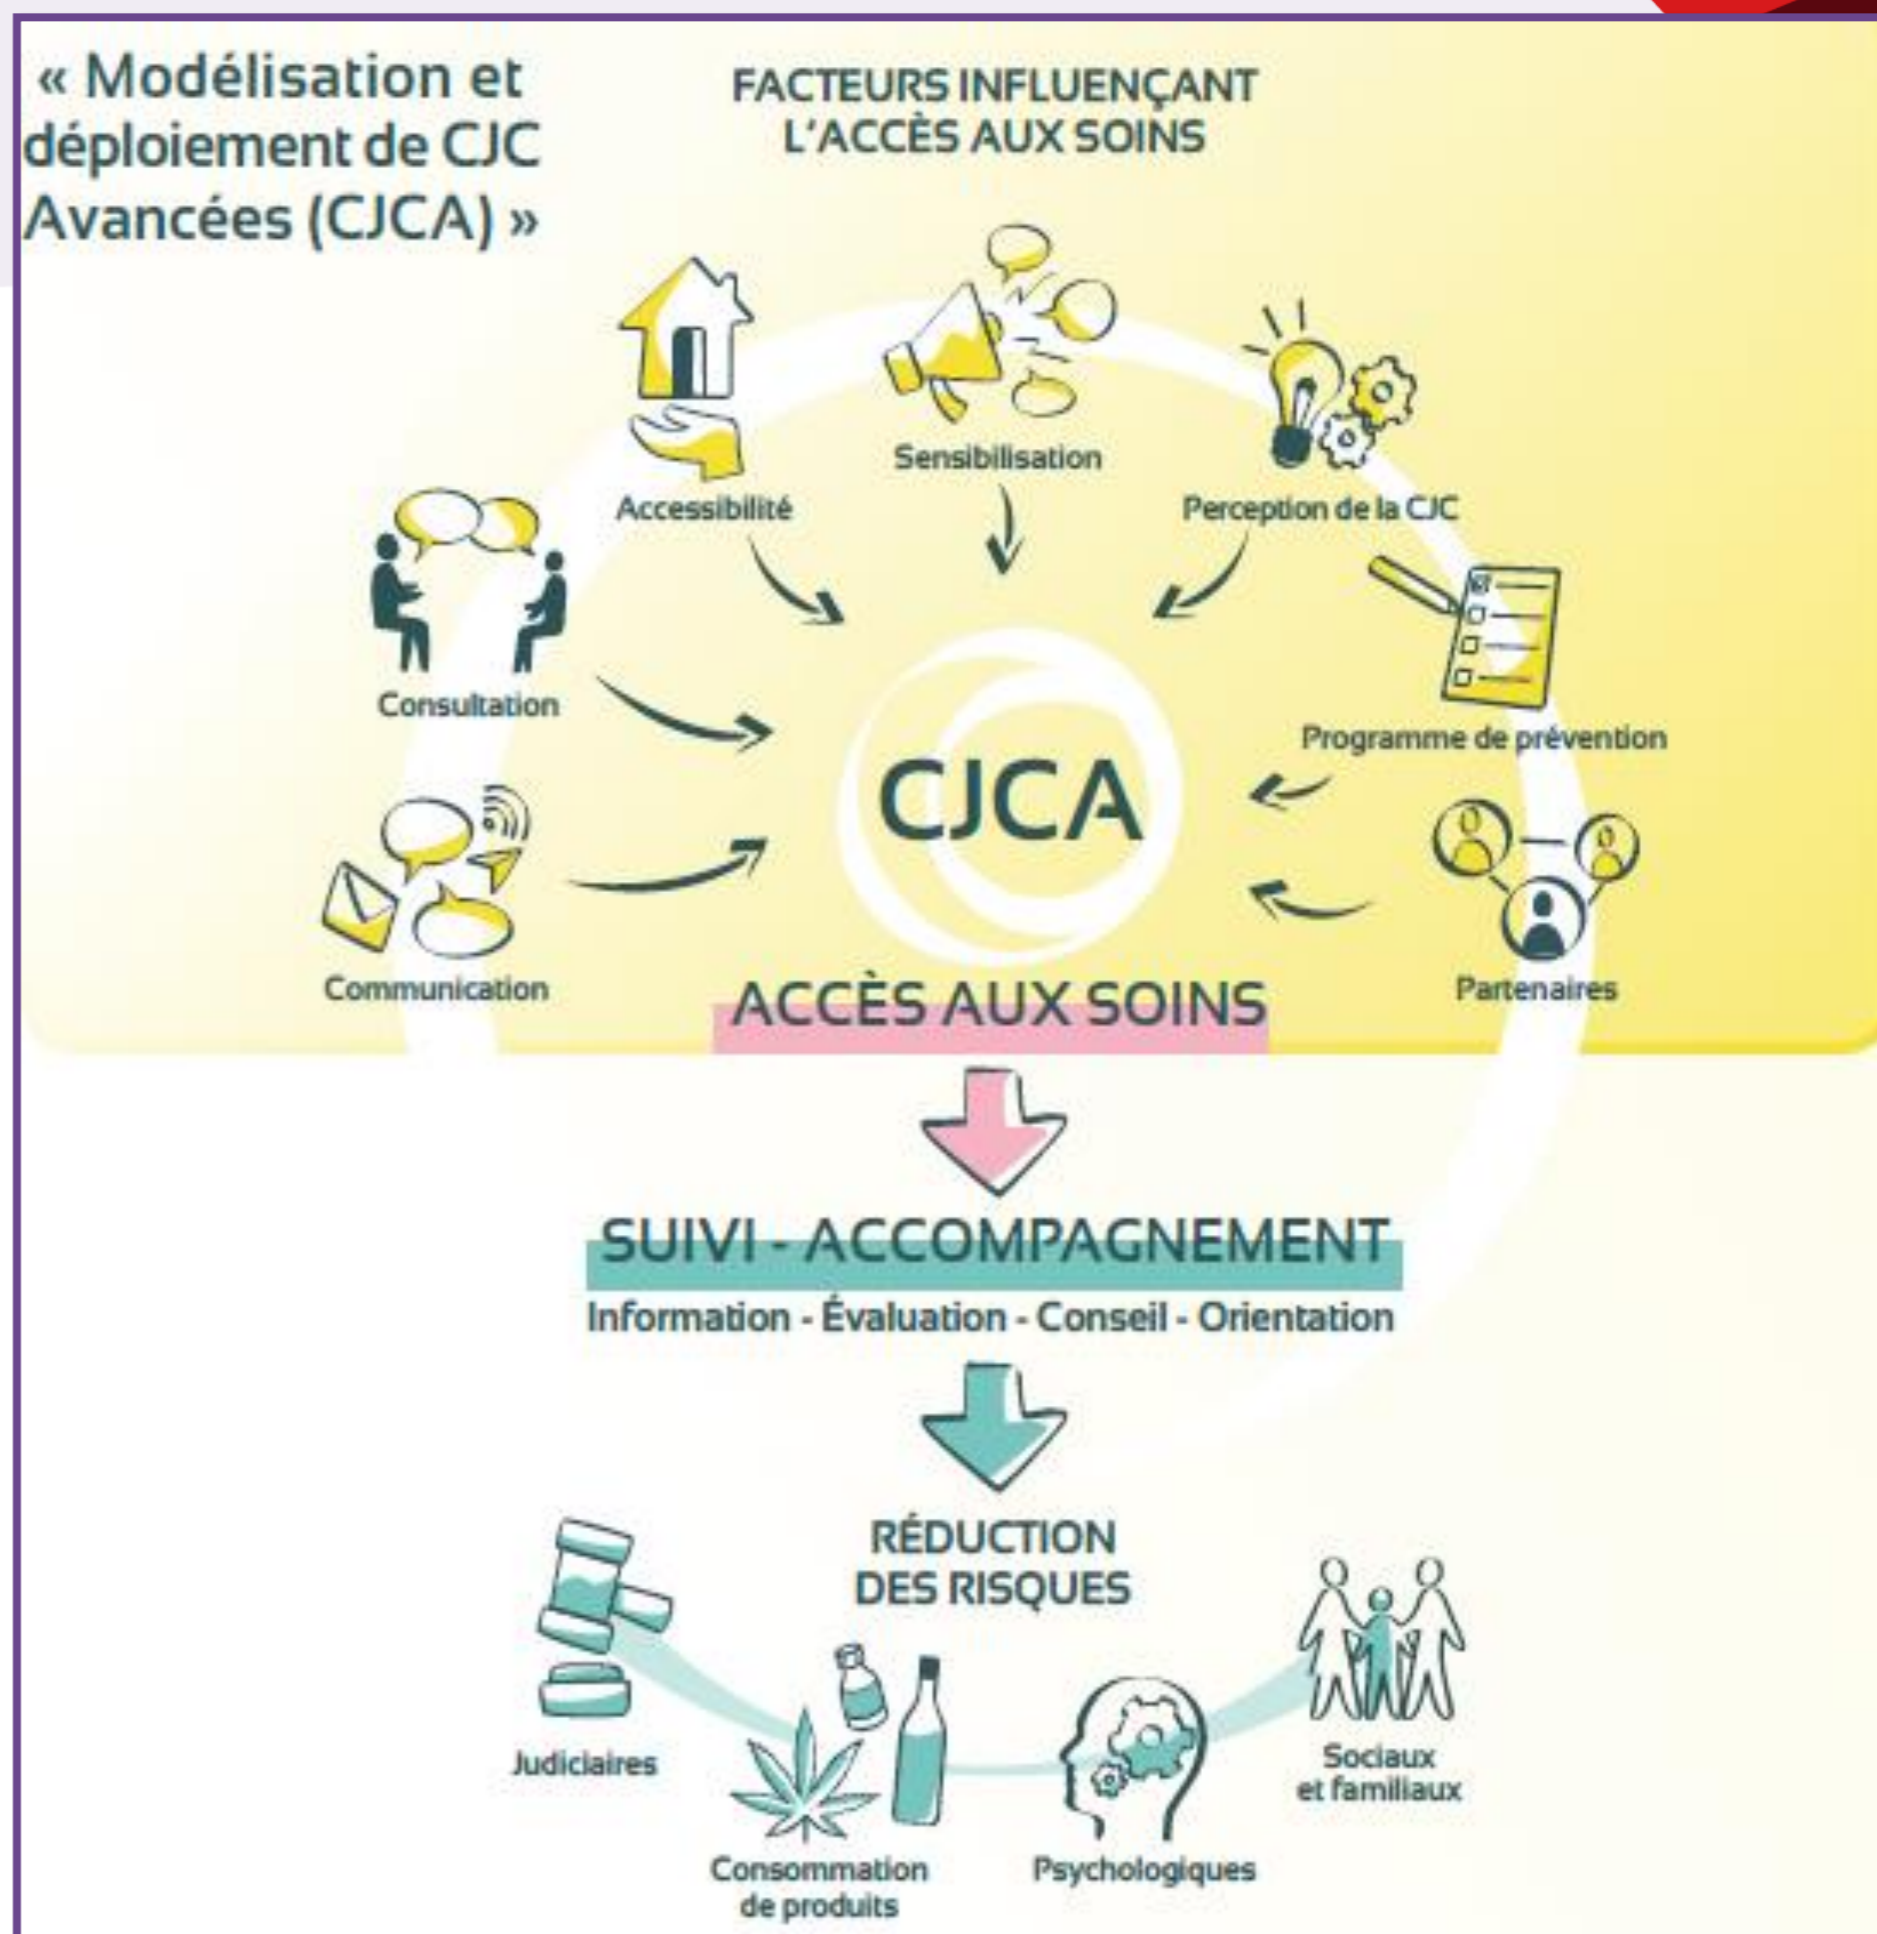 « Modélisation et
déploiement de CJC
Avancées (CJCA) »
FACTEURS INFLUENÇANT
L'ACCÈS AUX SOINS
Sensibilisation
Accessibilité
Perception de la CJC
Consultation
Programme de prévention
CJCA
Communication
Partenaires
ACCÈS AUX SOINS
SUIVI - ACCOMPAGNEMENT
Information - Évaluation - Conseil - Orientation
RÉDUCTION
DES RISQUES
Judiciaires
Sociaux
et familiaux
Consommation
de produits
Psychologiques